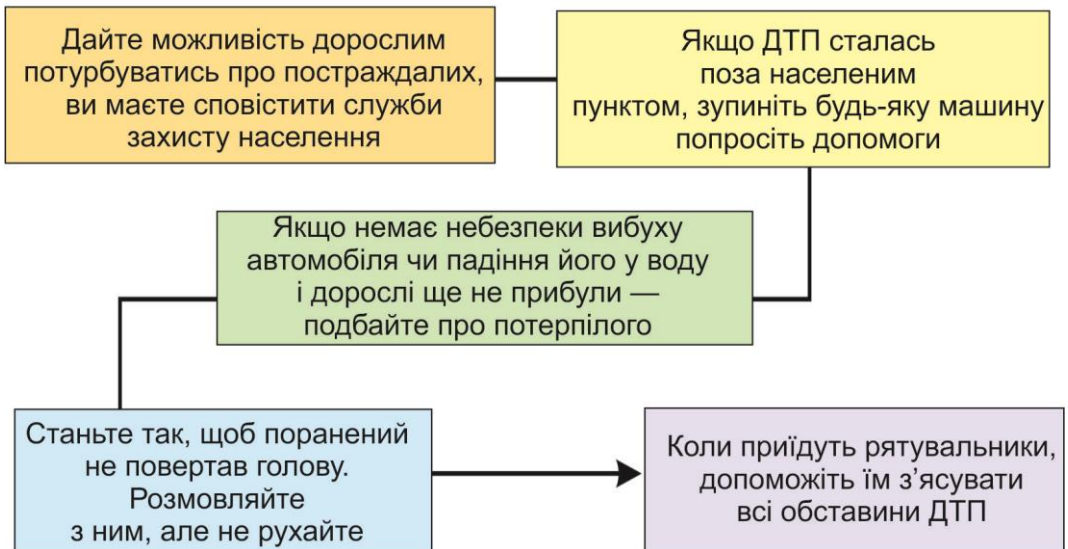 Дайте можливість дорослим
потурбуватись про постраждалих,
ви маєте сповістити служби
захисту населення
Якщо ДТП сталась
поза населеним
пунктом, зупиніть будь-яку машину
попросіть допомоги
Якщо немає небезпеки вибуху
автомобіля чи падіння його у воду
і дорослі ще не прибули —
подбайте про потерпілого
Станьте так, щоб поранений
не повертав голову.
Розмовляйте
з ним, але не рухайте
Коли приїдуть рятувальники,
допоможіть їм з’ясувати
всі обставини ДТП